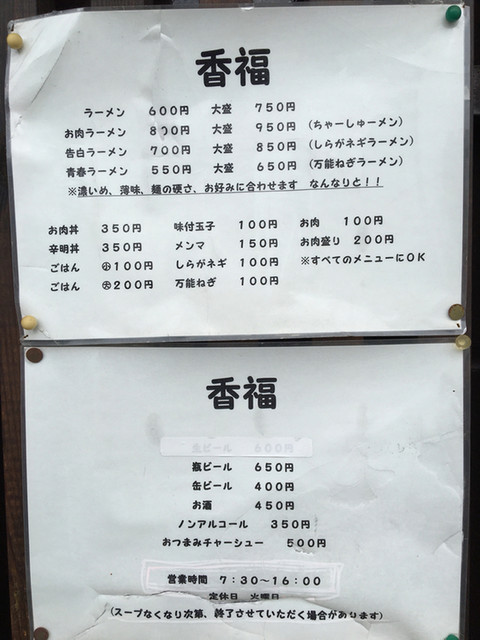 香福
ラーメン 600円 大盛 750円
お肉ラーメン 800円 大盛 950円 (ちゃーしゅーメン)
告白ラーメン 700円 大盛 850円 (しらがネギラーメン)
青春ラーメン 550円 大盛 650円 (万能ねぎラーメン)
※濃いめ、薄味、麺の硬さ、お好みに合わせます なんなりと!!
お肉丼 350円 味付玉子 100円 お肉 100円
辛明丼 350円 メンマ 150円 お肉盛り 200円
ごはん ㊛100円 しらがネギ 100円 ※すべてのメニューにOK
ごはん 200円 万能ねぎ 100円
香福
生ビール 600円
瓶ビール 650円
缶ビール 400円
お酒 450円
ノンアルコール 350円
おつまみチャーシュー 500円
営業時間 7:30~16:00
定休日 火曜日
(スープなくなり次第、終了させていただく場合があります)